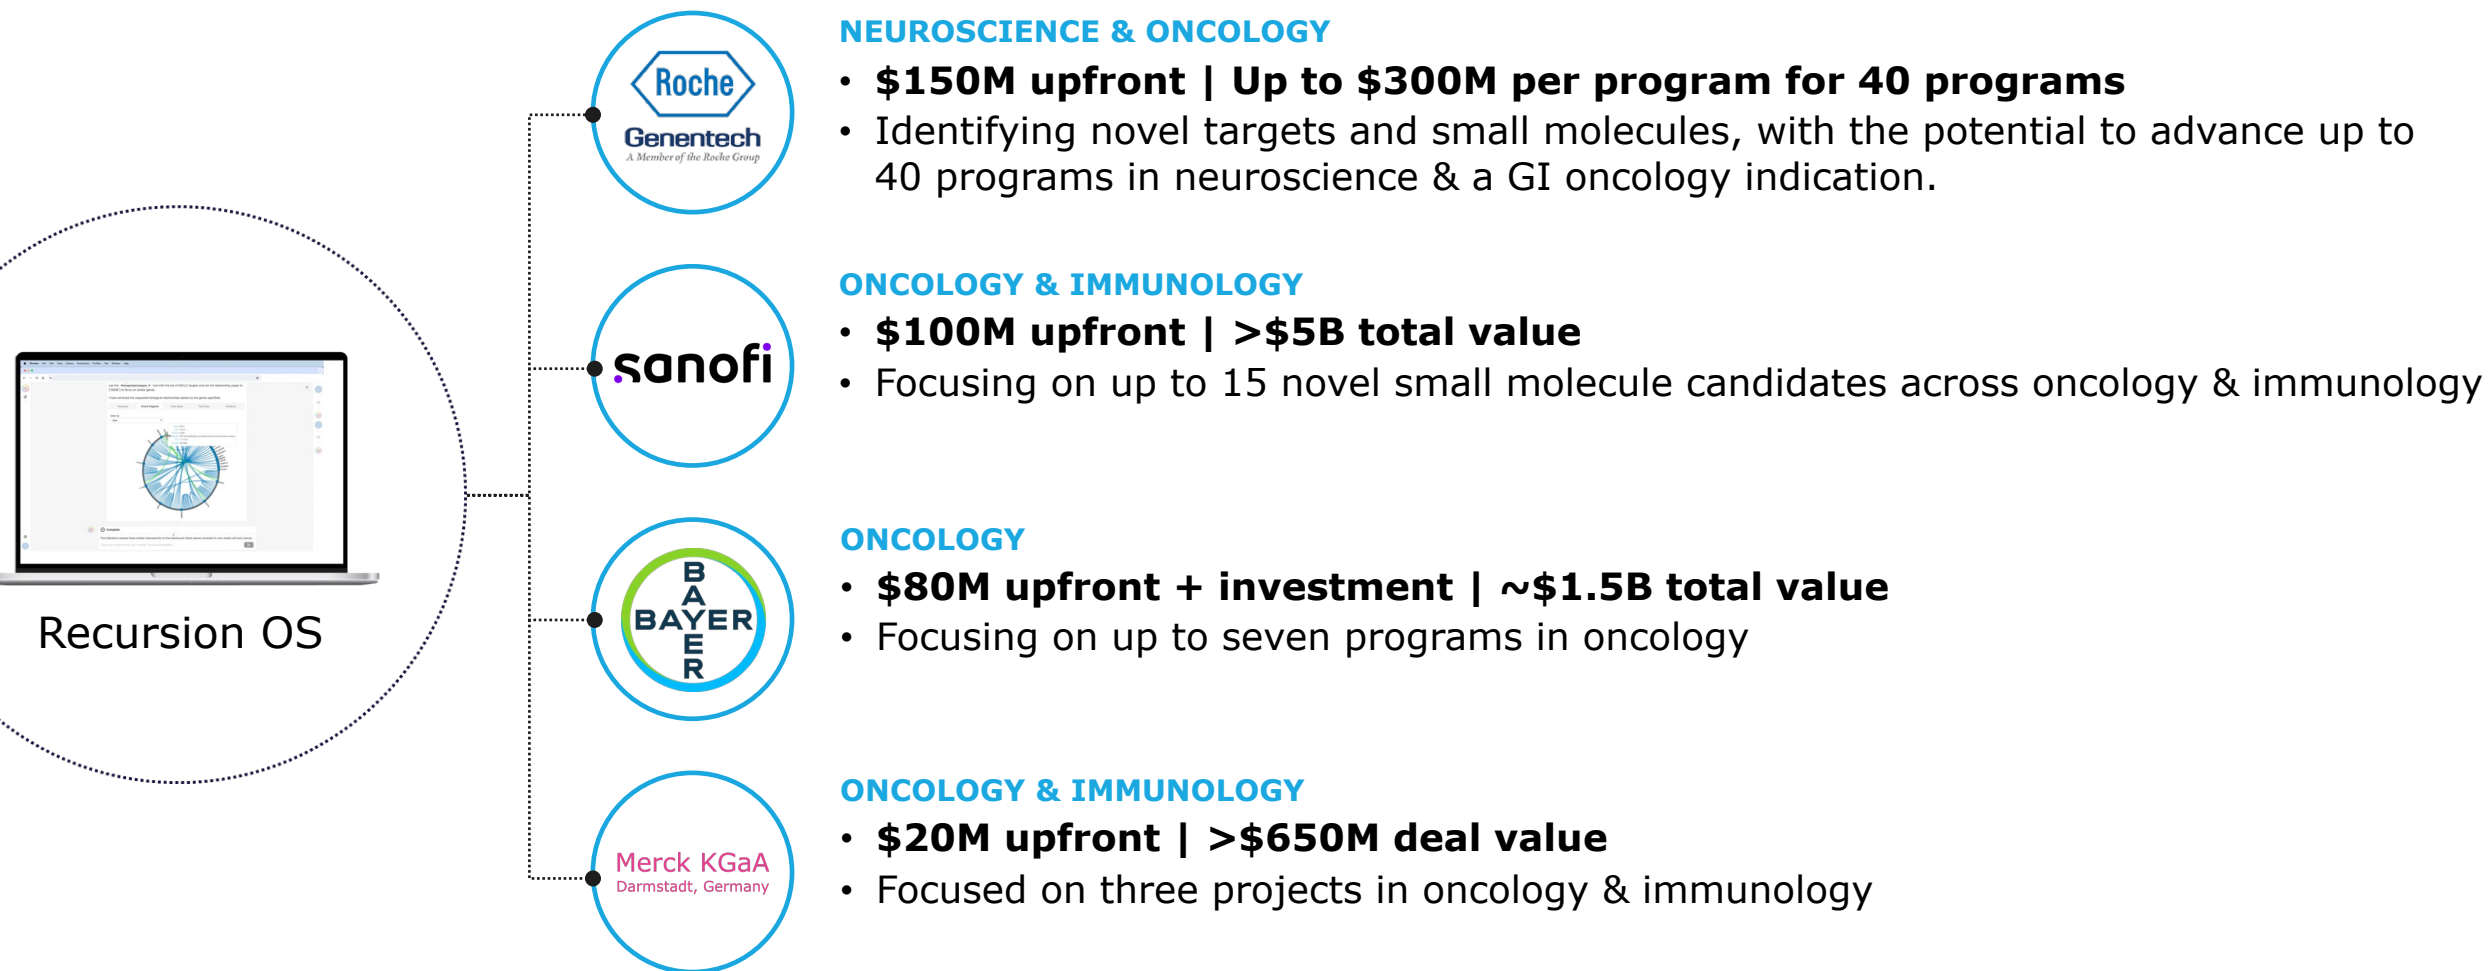 NEUROSCIENCE & ONCOLOGY
• $150M upfront | Up to $300M per program for 40 programs
• Identifying novel targets and small molecules, with the potential to advance up to
40 programs in neuroscience & a GI oncology indication.
Roche
Genentech
A Member of the Roche Group
ONCOLOGY & IMMUNOLOGY
• $100M upfront | >$5B total value
• Focusing on up to 15 novel small molecule candidates across oncology & immunology
sanofi
Recursion OS
ONCOLOGY
• $80M upfront + investment | ~$1.5B total value
• Focusing on up to seven programs in oncology
BAYER
BAYER
ONCOLOGY & IMMUNOLOGY
• $20M upfront | >$650M deal value
• Focused on three projects in oncology & immunology
Merck KGaA
Darmstadt, Germany